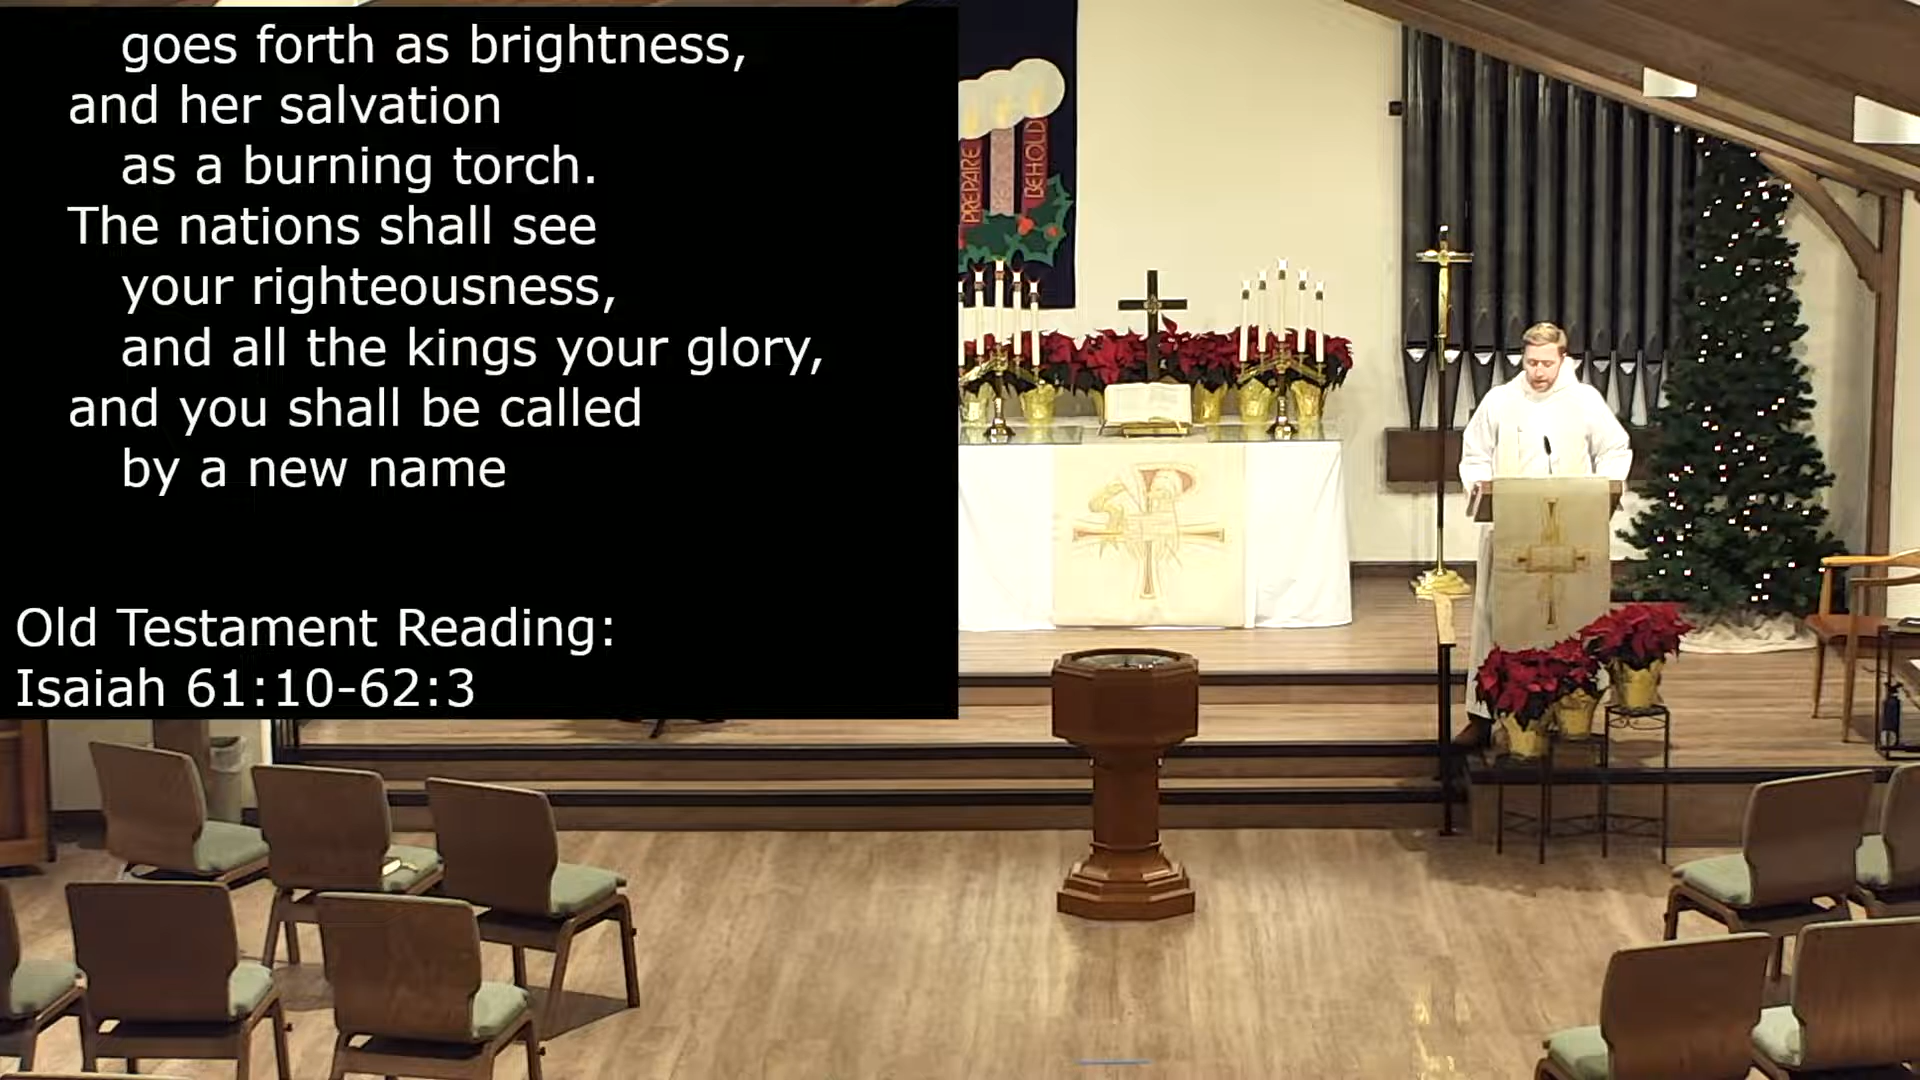 goes forth as brightness,
and her salvation
as a burning torch.
The nations shall see
your righteousness,
and all the kings your glory,
and you shall be called
by a new name
Old Testament Reading:
Isaiah 61:10-62:3
PREPARE
BEHOLD